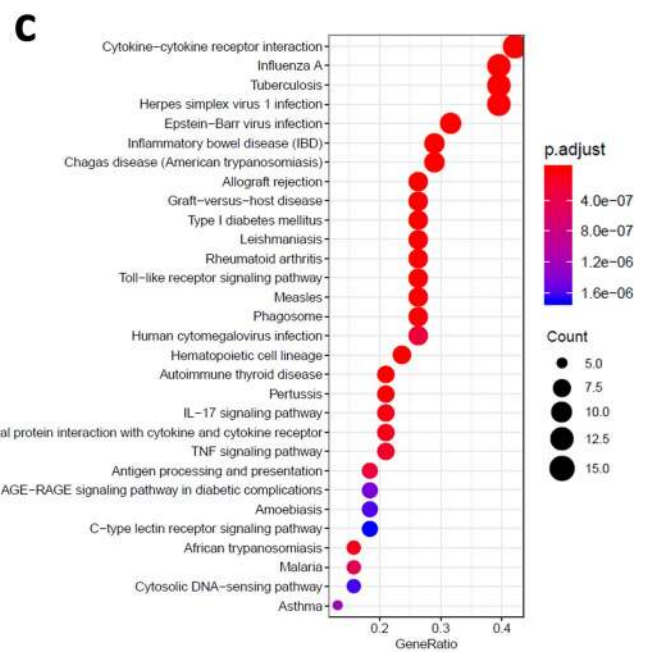 C
Cytokine−cytokine receptor interaction
Influenza A
Tuberculosis
Herpes simplex virus 1 infection
Epstein−Barr virus infection
Inflammatory bowel disease (IBD)
Chagas disease (American trypanosomiasis)
Allograft rejection
Graft−versus−host disease
Type I diabetes mellitus
Leishmaniasis
Rheumatoid arthritis
Toll−like receptor signaling pathway
Measles
Phagosome
Human cytomegalovirus infection
Hematopoietic cell lineage
Autoimmune thyroid disease
Pertussis
IL−17 signaling pathway
al protein interaction with cytokine and cytokine receptor
TNF signaling pathway
Antigen processing and presentation
AGE−RAGE signaling pathway in diabetic complications
Amoebiasis
C−type lectin receptor signaling pathway
African trypanosomiasis
Malaria
Cytosolic DNA−sensing pathway
Asthma
0.2 0.3 0.4
GeneRatio
p.adjust
4.0e−07
8.0e−07
1.2e−06
1.6e−06
Count
5.0
7.5
10.0
12.5
15.0